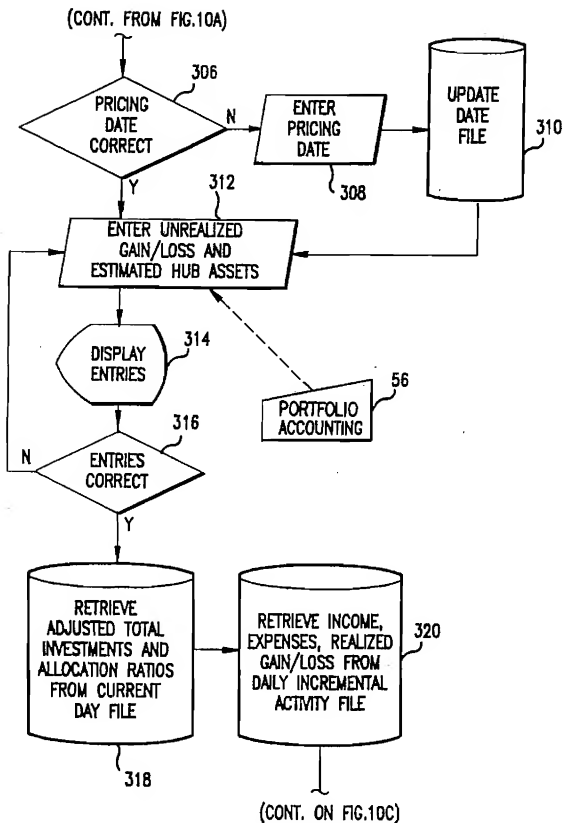 (CONT. FROM FIG.10A)
306
PRICING
DATE
CORRECT
N
Y
ENTER
PRICING
DATE
308
UPDATE
DATE
FILE
310
312
ENTER UNREALIZED
GAIN/LOSS AND
ESTIMATED HUB ASSETS
DISPLAY
ENTRIES
314
56
PORTFOLIO
ACCOUNTING
316
ENTRIES
CORRECT
N
Y
RETRIEVE
ADJUSTED TOTAL
INVESTMENTS AND
ALLOCATION RATIOS
FROM CURRENT
DAY FILE
318
RETRIEVE INCOME,
EXPENSES, REALIZED
GAIN/LOSS FROM
DAILY INCREMENTAL
ACTIVITY FILE
320
(CONT. ON FIG.10C)